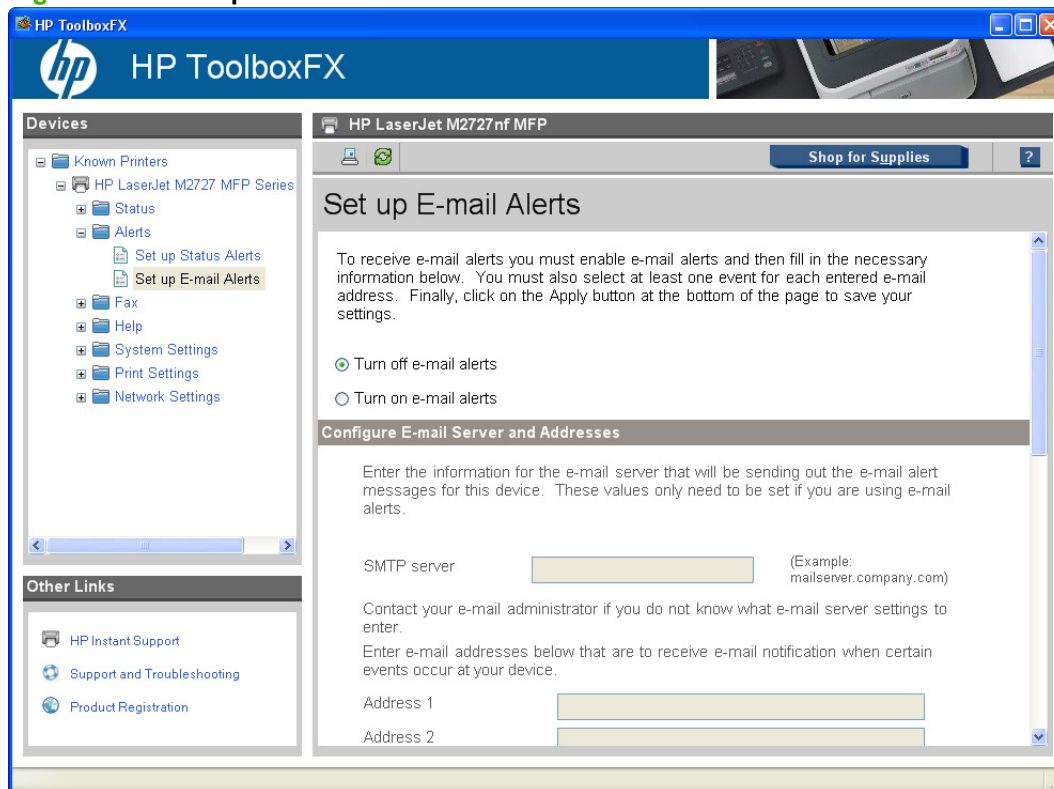 HP ToolboxFX
hp
HP ToolboxFX
Devices
Known Printers
HP LaserJet M2727 MFP Series
Status
Alerts
Set up Status Alerts
Set up E-mail Alerts
Fax
Help
System Settings
Print Settings
Network Settings
Other Links
HP Instant Support
Support and Troubleshooting
Product Registration
HP LaserJet M2727nf MFP
Shop for Supplies
?
Set up E-mail Alerts
To receive e-mail alerts you must enable e-mail alerts and then fill in the necessary
information below. You must also select at least one event for each entered e-mail
address. Finally, click on the Apply button at the bottom of the page to save your
settings.
Turn off e-mail alerts
Turn on e-mail alerts
Configure E-mail Server and Addresses
Enter the information for the e-mail server that will be sending out the e-mail alert
messages for this device. These values only need to be set if you are using e-mail
alerts.
SMTP server
(Example:
mailserver.company.com)
Contact your e-mail administrator if you do not know what e-mail server settings to
enter.
Enter e-mail addresses below that are to receive e-mail notification when certain
events occur at your device.
Address 1
Address 2